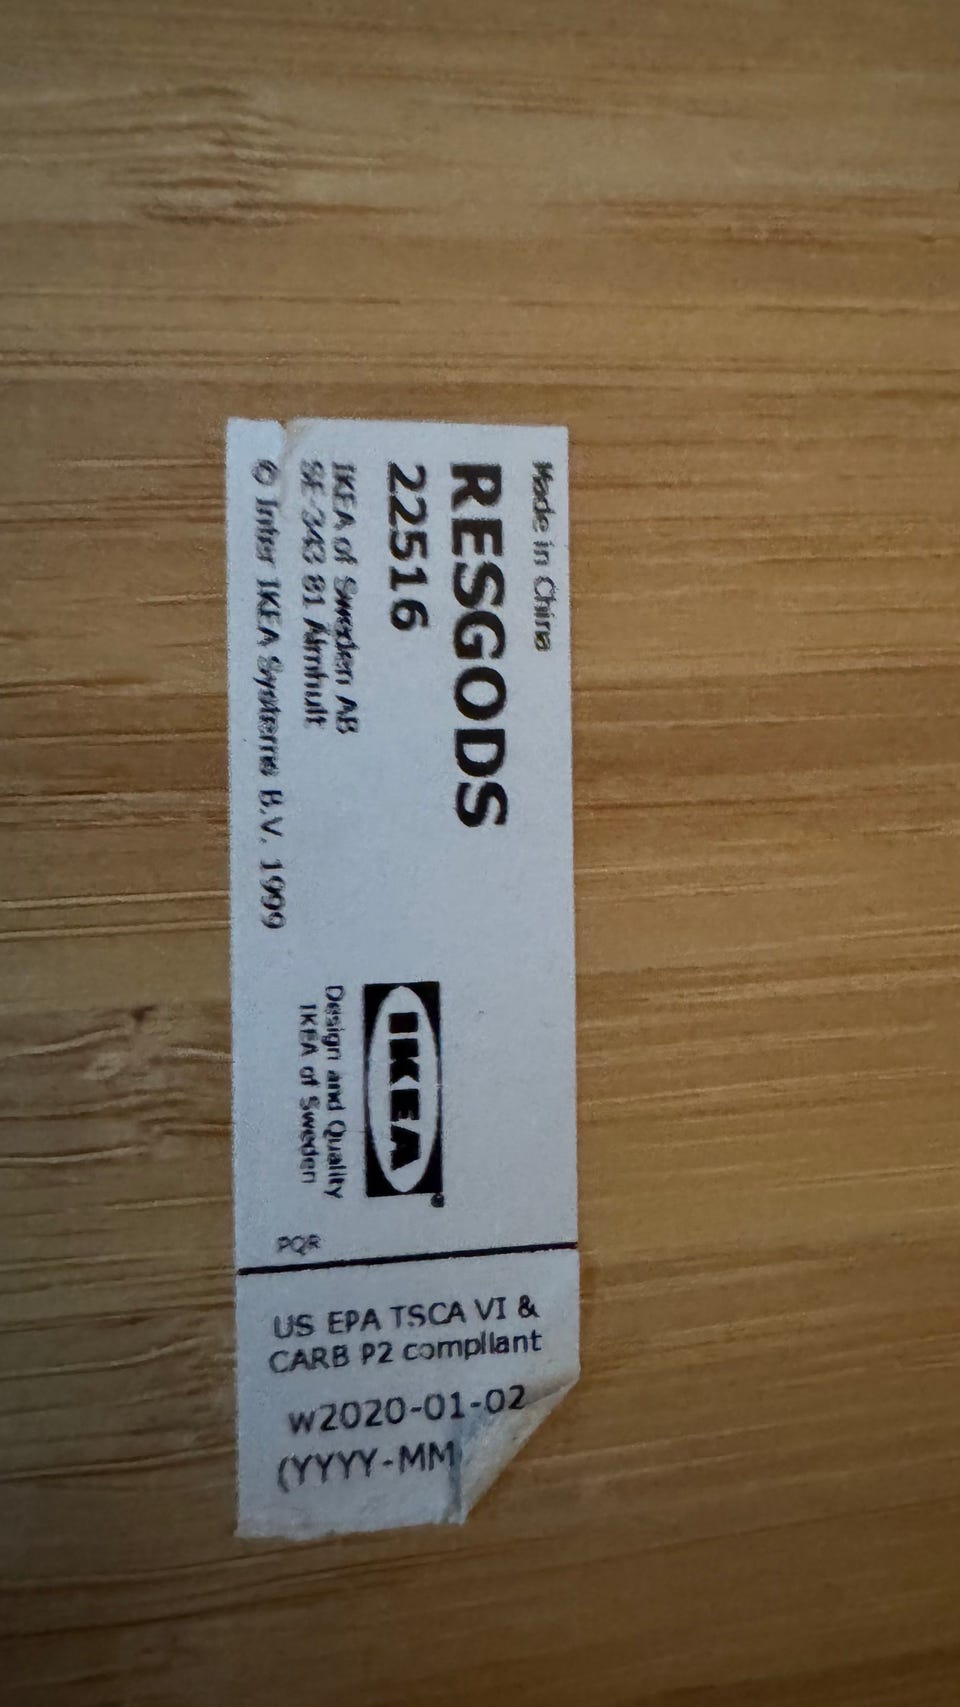 Made in China
RESGODS
22516
IKEA of Sweden AB
SE-343 81 Älmhult
© Inter IKEA Systems B.V. 1999
IKEA®
Design and Quality
IKEA of Sweden
PQR
US EPA TSCA VI &
CARB P2 compliant
W2020-01-02
(YYYY-MM